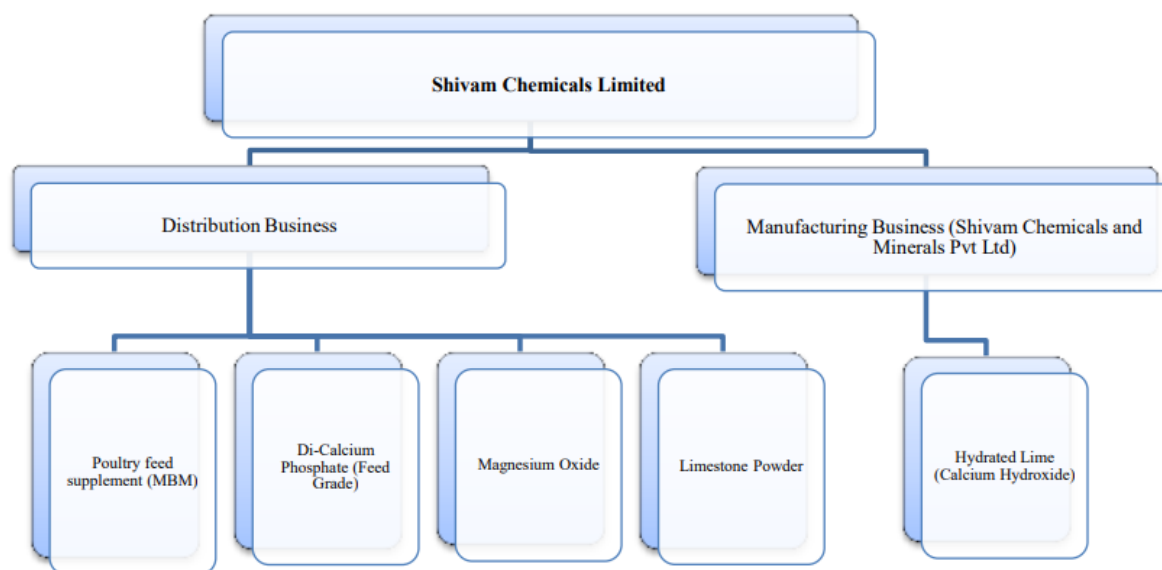 Shivam Chemicals Limited
Distribution Business
Manufacturing Business (Shivam Chemicals and
Minerals Pvt Ltd)
Poultry feed
supplement (MBM)
Di-Calcium
Phosphate (Feed
Grade)
Magnesium Oxide
Limestone Powder
Hydrated Lime
(Calcium Hydroxide)